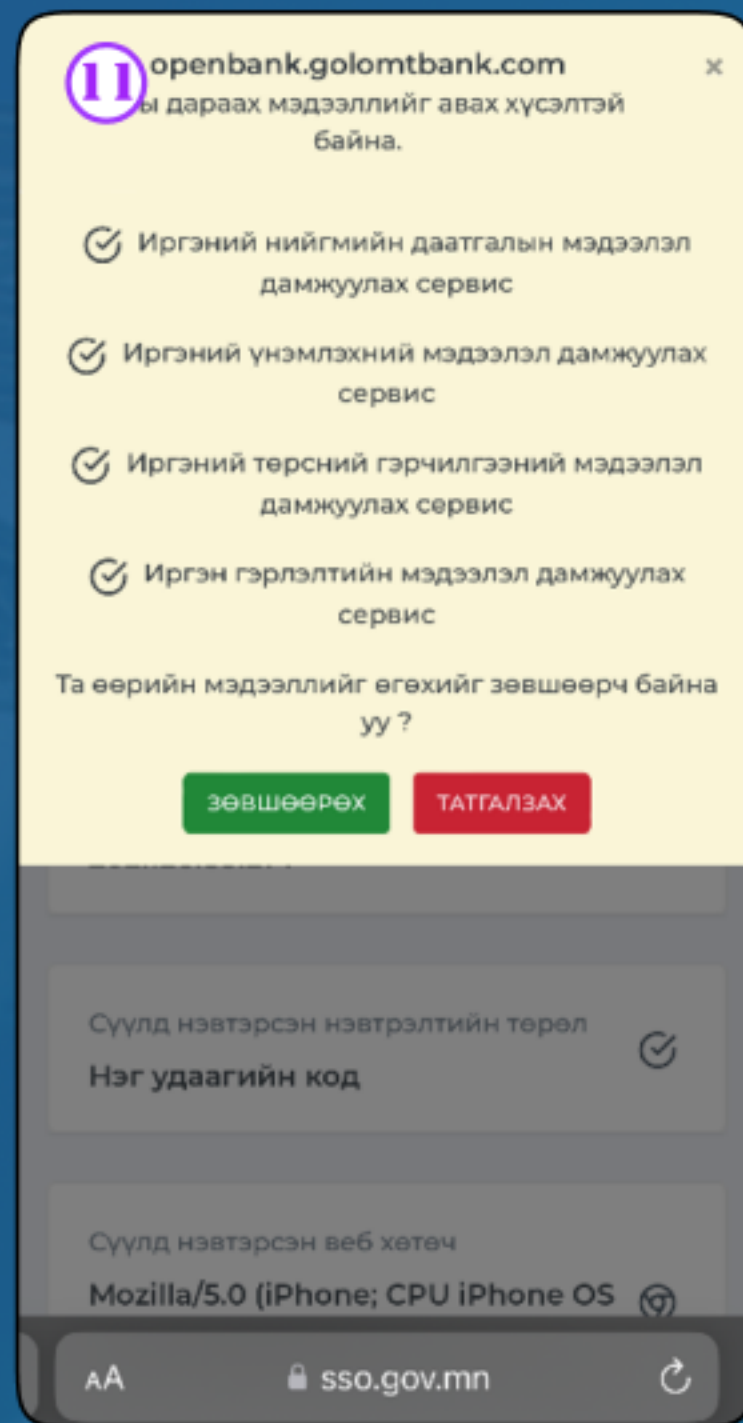 11
openbank.golomtbank.com
ы дараах мэдээллийг авах хүсэлтэй
байна.
×
Иргэний нийгмийн даатгалын мэдээлэл
дамжуулах сервис
Иргэний үнэмлэхний мэдээлэл дамжуулах
сервис
Иргэний төрсний гэрчилгээний мэдээлэл
дамжуулах сервис
Иргэн гэрлэлтийн мэдээлэл дамжуулах
сервис
Та өөрийн мэдээллийг өгөхийг зөвшөөрч байна
уу ?
ЗӨВШӨӨРӨХ
ТАТГАЛЗАХ
Сүүлд нэвтэрсэн нэвтрэлтийн төрөл
Нэг удаагийн код
Сүүлд нэвтэрсэн веб хөтөч
Mozilla/5.0 (iPhone; CPU iPhone OS
AA
sso.gov.mn